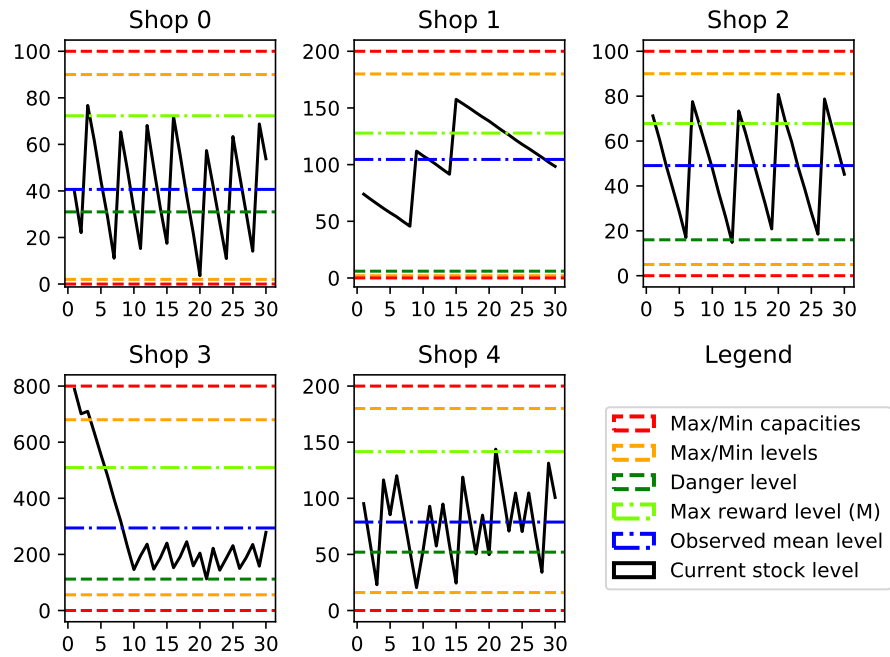 Shop 0
100
80
60
40
20
0
0 5 10 15 20 25 30
Shop 1
200
150
100
50
0
0 5 10 15 20 25 30
Shop 2
100
80
60
40
20
0
0 5 10 15 20 25 30
Shop 3
800
600
400
200
0
0 5 10 15 20 25 30
Shop 4
200
150
100
50
0
0 5 10 15 20 25 30
Legend
Max/Min capacities
Max/Min levels
Danger level
Max reward level (M)
Observed mean level
Current stock level